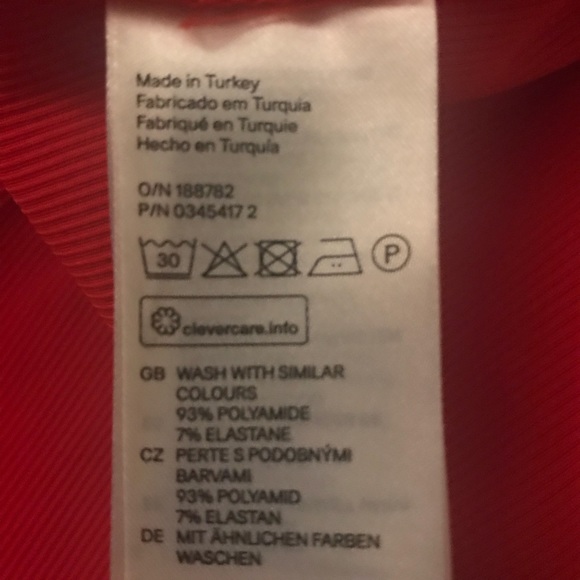 Made in Turkey
Fabricado em Turquia
Fabriqué en Turquie
Hecho en Turquía
O/N 188782
P/N 0345417 2
30 P
clevercare.info
GB WASH WITH SIMILAR
COLOURS
93% POLYAMIDE
7% ELASTANE
CZ PERTE S PODOBNÝMI
BARVAMI
93% POLYAMID
7% ELASTAN
DE MIT ÄHNLICHEN FARBEN
WASCHEN